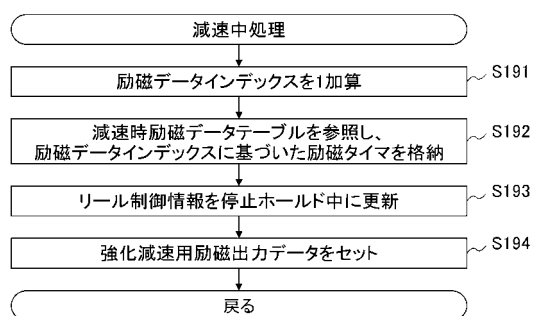 減速中処理
励磁データインデックスを1加算
S191
減速時励磁データテーブルを参照し、
励磁データインデックスに基づいた励磁タイマを格納
S192
リール制御情報を停止ホールド中に更新
S193
強化減速用励磁出力データをセット
S194
戻る